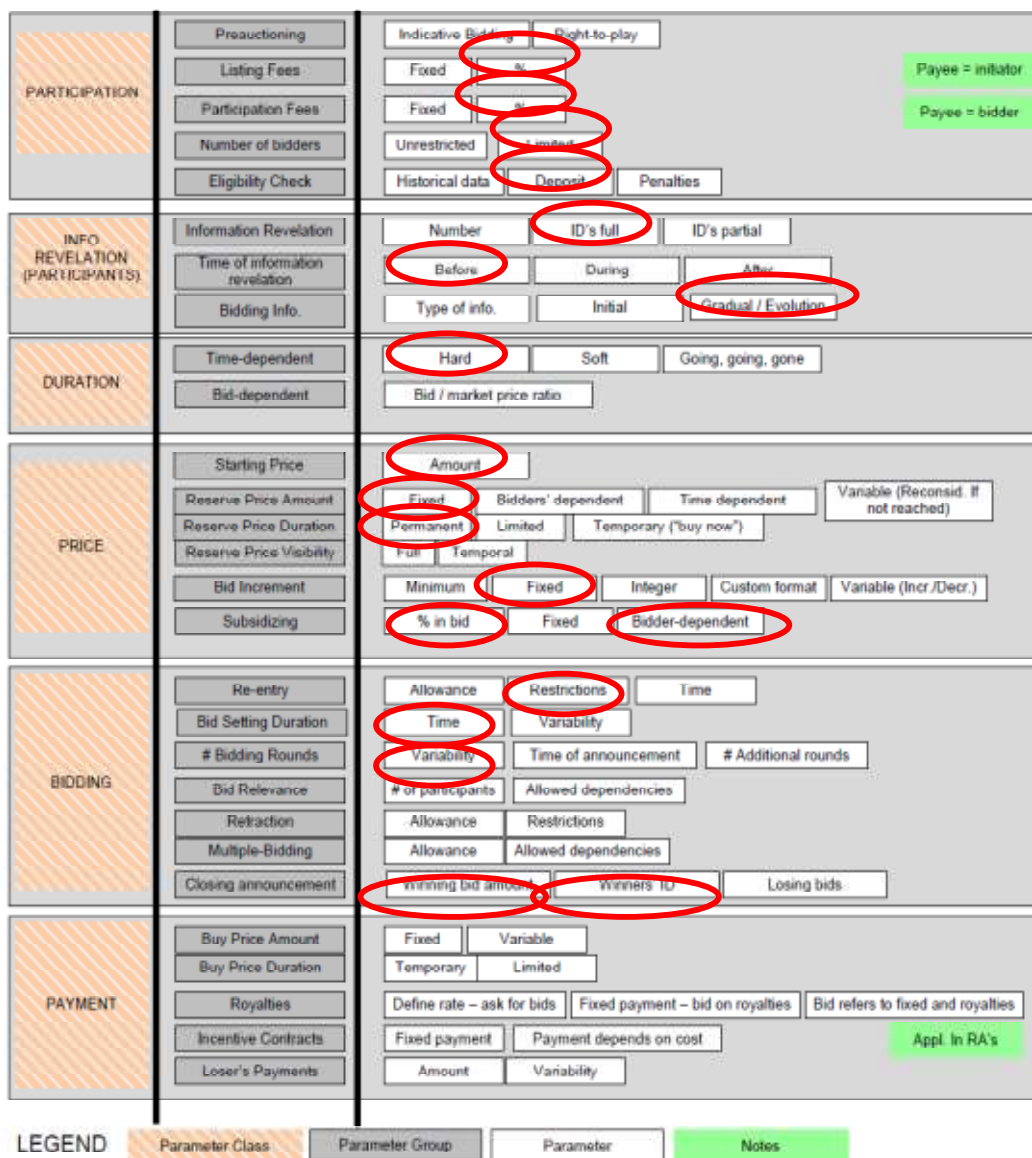 PARTICIPATION
Preauctioning
Indicative Bidding
Right-to-play
Listing Fees
Fixed
%
Payee = initiator
Participation Fees
Fixed
%
Payee = bidder
Number of bidders
Unrestricted
Limited
Eligibility Check
Historical data
Deposit
Penalties
INFO
REVELATION
(PARTICIPANTS)
Information Revelation
Number
ID's full
ID's partial
Time of information
revelation
Before
During
After
Bidding Info.
Type of info.
Initial
Gradual / Evolution
DURATION
Time-dependent
Hard
Soft
Going, going, gone
Bid-dependent
Bid / market price ratio
PRICE
Starting Price
Amount
Reserve Price Amount
Fixed
Bidders' dependent
Time dependent
Variable (Reconsid. If
not reached)
Reserve Price Duration
Permanent
Limited
Temporary ("buy now")
Reserve Price Visibility
Full
Temporal
Bid Increment
Minimum
Fixed
Integer
Custom format
Variable (Incr./Decr.)
Subsidizing
% in bid
Fixed
Bidder-dependent
BIDDING
Re-entry
Allowance
Restrictions
Time
Bid Setting Duration
Time
Variability
# Bidding Rounds
Variability
Time of announcement
# Additional rounds
Bid Relevance
# of participants
Allowed dependencies
Retraction
Allowance
Restrictions
Multiple-Bidding
Allowance
Allowed dependencies
Closing announcement
Winning bid amount
Winners' ID
Losing bids
PAYMENT
Buy Price Amount
Fixed
Variable
Buy Price Duration
Temporary
Limited
Royalties
Define rate – ask for bids
Fixed payment – bid on royalties
Bid refers to fixed and royalties
Incentive Contracts
Fixed payment
Payment depends on cost
Appl. In RA's
Loser's Payments
Amount
Variability
LEGEND
Parameter Class
Parameter Group
Parameter
Notes